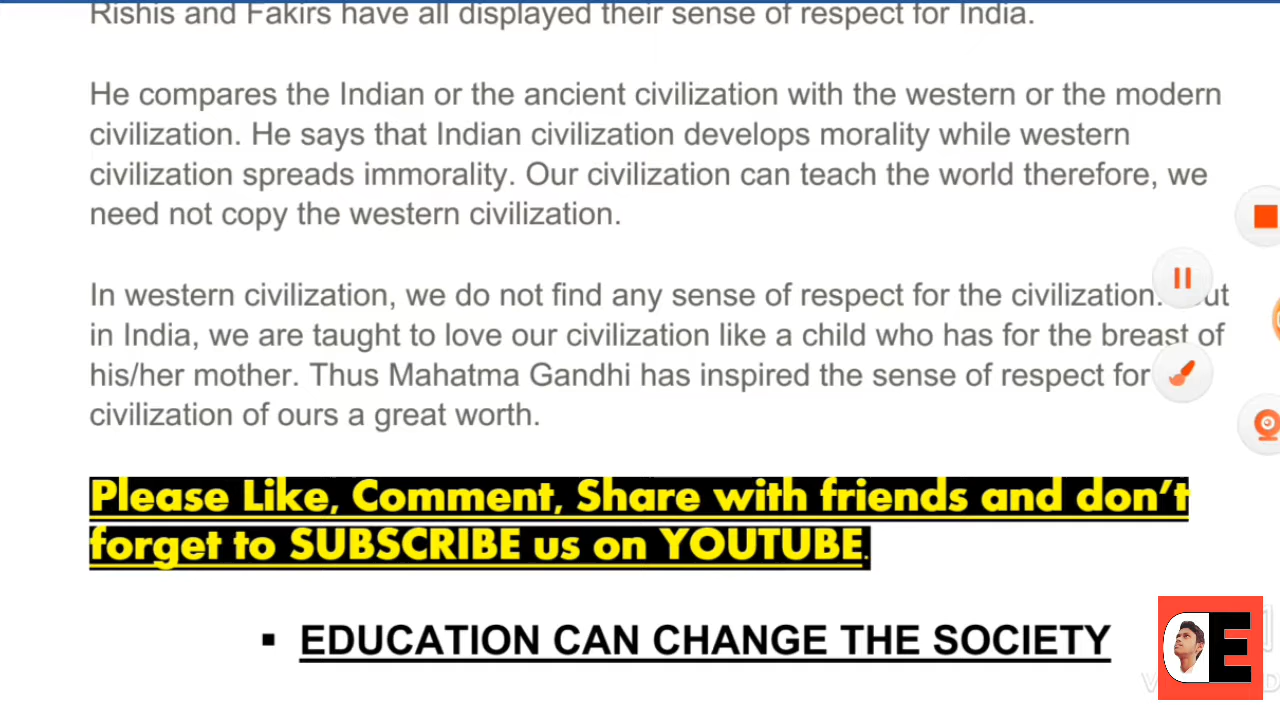 Rishis and Fakirs have all displayed their sense of respect for India.
He compares the Indian or the ancient civilization with the western or the modern
civilization. He says that Indian civilization develops morality while western
civilization spreads immorality. Our civilization can teach the world therefore, we
need not copy the western civilization.
In western civilization, we do not find any sense of respect for the civilization.
in India, we are taught to love our civilization like a child who has for the breast of
his/her mother. Thus Mahatma Gandhi has inspired the sense of respect for
civilization of ours a great worth.
Please Like, Comment, Share with friends and don't
forget to SUBSCRIBE us on YOUTUBE.
▪ EDUCATION CAN CHANGE THE SOCIETY
E